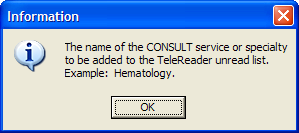 Information
The name of the CONSULT service or specialty
to be added to the TeleReader unread list.
Example:  Hematology.
OK